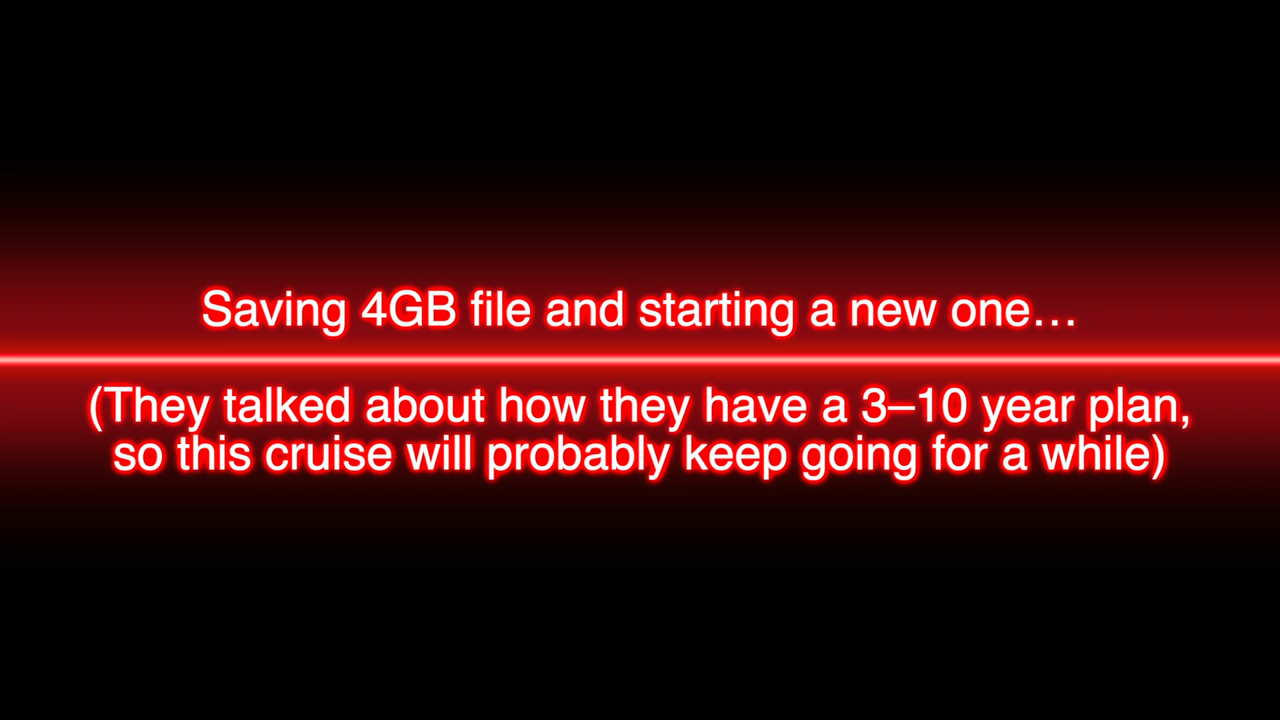 Saving 4GB file and starting a new one…
(They talked about how they have a 3–10 year plan,
so this cruise will probably keep going for a while)